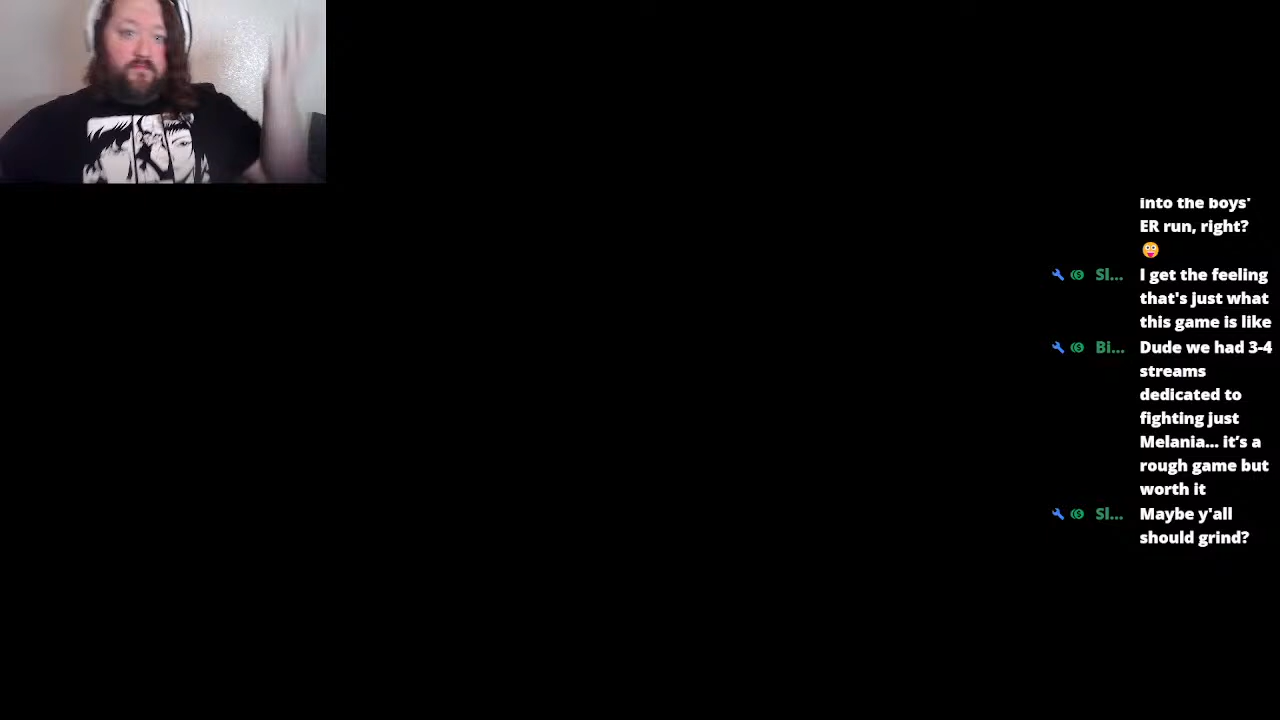 into the boys'
ER run, right?
😜
Sl... I get the feeling
that's just what
this game is like
Bi... Dude we had 3-4
streams
dedicated to
fighting just
Melania... it’s a
rough game but
worth it
Sl... Maybe y'all
should grind?